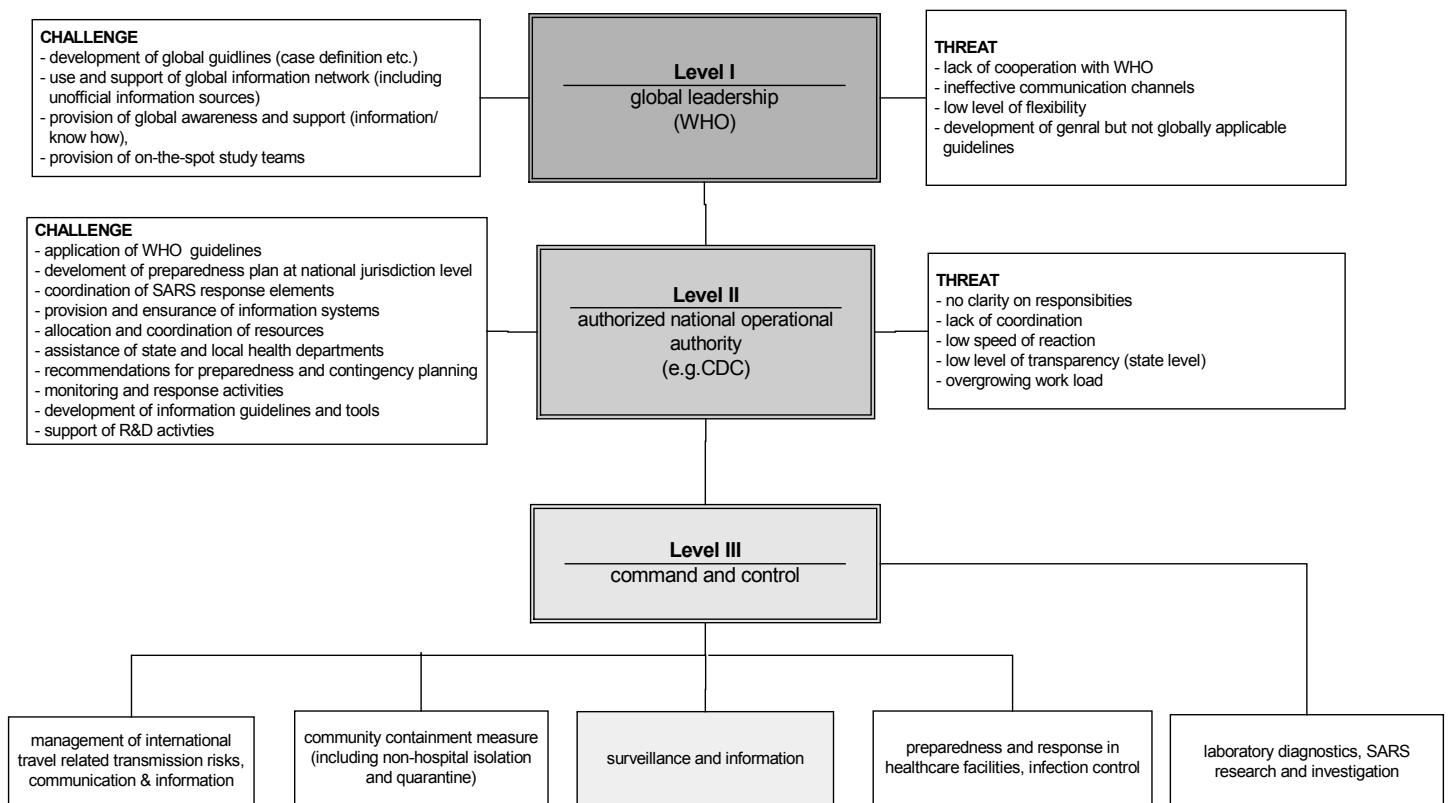 CHALLENGE
- development of global guidlines (case definition etc.)
- use and support of global information network (including
unofficial information sources)
- provision of global awareness and support (information/
know how),
- provision of on-the-spot study teams
Level I
global leadership
(WHO)
THREAT
- lack of cooperation with WHO
- ineffective communication channels
- low level of flexibility
- development of genral but not globally applicable
guidelines
CHALLENGE
- application of WHO guidelines
- develoment of preparedness plan at national jurisdiction level
- coordination of SARS response elements
- provision and ensurance of information systems
- allocation and coordination of resources
- assistance of state and local health departments
- recommendations for preparedness and contingency planning
- monitoring and response activities
- development of information guidelines and tools
- support of R&D activties
Level II
authorized national operational
authority
(e.g.CDC)
THREAT
- no clarity on responsibities
- lack of coordination
- low speed of reaction
- low level of transparency (state level)
- overgrowing work load
Level III
command and control
management of international
travel related transmission risks,
communication & information
community containment measure
(including non-hospital isolation
and quarantine)
surveillance and information
preparedness and response in
healthcare facilities, infection control
laboratory diagnostics, SARS
research and investigation